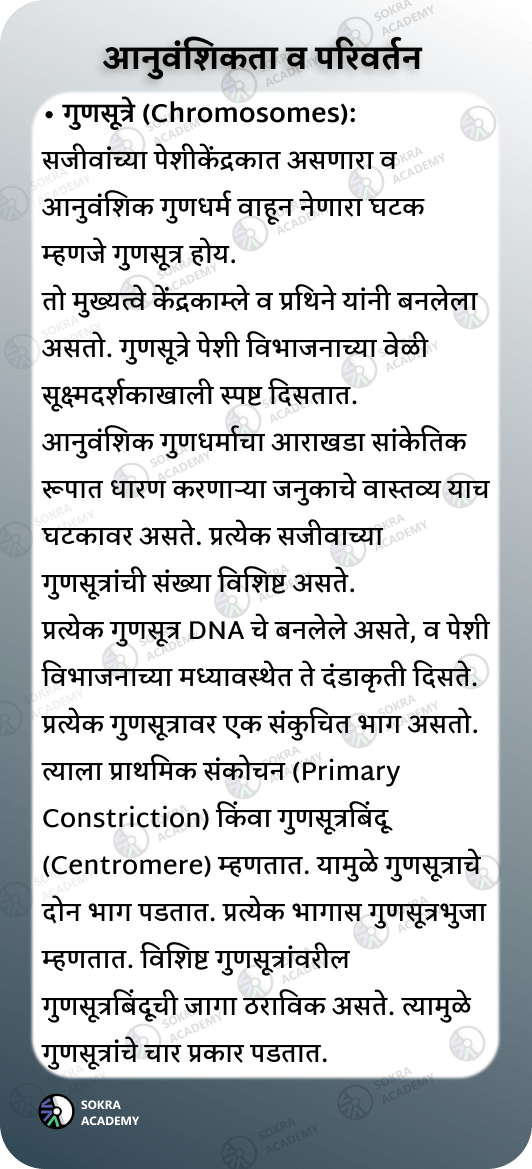 आनुवंशिकता व परिवर्तन
• गुणसूत्रे (Chromosomes):
सजीवांच्या पेशीकेंद्रकात असणारा व
आनुवंशिक गुणधर्म वाहून नेणारा घटक
म्हणजे गुणसूत्र होय.
तो मुख्यत्वे केंद्रकाम्ले व प्रथिने यांनी बनलेला
असतो. गुणसूत्रे पेशी विभाजनाच्या वेळी
सूक्ष्मदर्शकाखाली स्पष्ट दिसतात.
आनुवंशिक गुणधर्माचा आराखडा सांकेतिक
रूपात धारण करणाऱ्या जनुकाचे वास्तव्य याच
घटकावर असते. प्रत्येक सजीवाच्या
गुणसूत्रांची संख्या विशिष्ट असते.
प्रत्येक गुणसूत्र DNA चे बनलेले असते, व पेशी
विभाजनाच्या मध्यावस्थेत ते दंडाकृती दिसते.
प्रत्येक गुणसूत्रावर एक संकुचित भाग असतो.
त्याला प्राथमिक संकोचन (Primary
Constriction) किंवा गुणसूत्रबिंदू
(Centromere) म्हणतात. यामुळे गुणसूत्राचे
दोन भाग पडतात. प्रत्येक भागास गुणसूत्रभुजा
म्हणतात. विशिष्ट गुणसूत्रांवरील
गुणसूत्रबिंदूची जागा ठराविक असते. त्यामुळे
गुणसूत्रांचे चार प्रकार पडतात.
SOKRA
ACADEMY